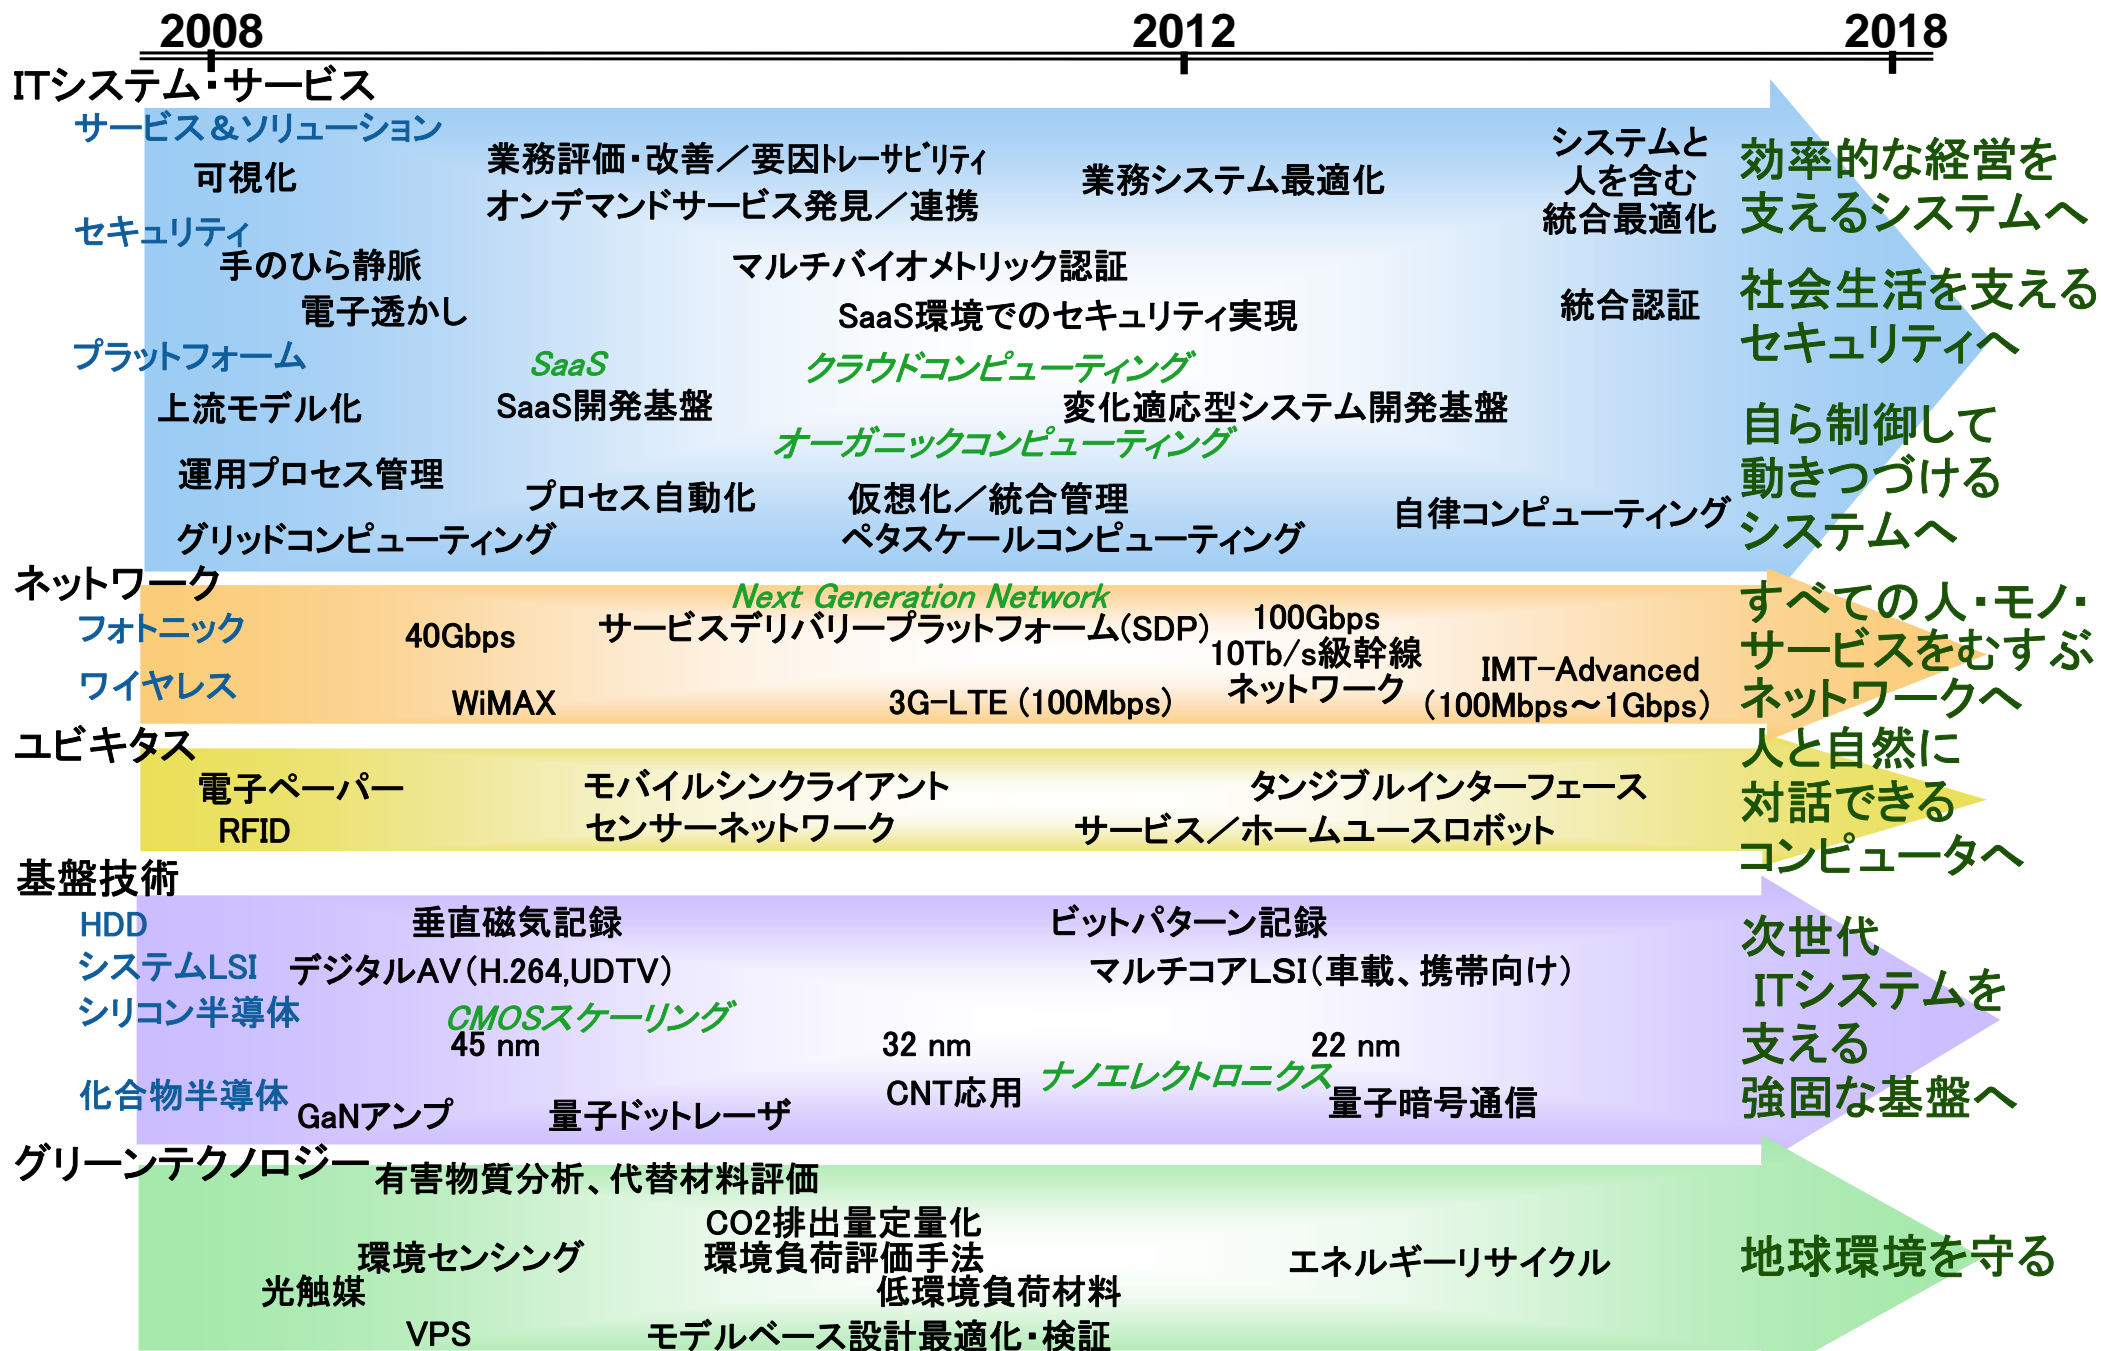 2008
2012
2018
ITシステム・サービス
サービス＆ソリューション
可視化
業務評価・改善／要因ﾄﾚｰｻﾋﾞﾘﾃｨ
オンデマンドサービス発見／連携
業務システム最適化
システムと
人を含む
統合最適化
効率的な経営を
支えるシステムへ
セキュリティ
手のひら静脈
電子透かし
マルチバイオメトリック認証
SaaS環境でのセキュリティ実現
統合認証
社会生活を支える
セキュリティへ
プラットフォーム
SaaS
クラウドコンピューティング
上流モデル化
SaaS開発基盤
変化適応型システム開発基盤
オーガニックコンピューティング
運用プロセス管理
プロセス自動化
仮想化／統合管理
自律コンピューティング
グリッドコンピューティング
ペタスケールコンピューティング
自ら制御して
動きつづける
システムへ
ネットワーク
フォトニック
Next Generation Network
40Gbps
サービスデリバリープラットフォーム(SDP)
100Gbps
10Tb/s級幹線
ネットワーク
ワイヤレス
WiMAX
3G-LTE (100Mbps)
IMT-Advanced
(100Mbps～1Gbps)
すべての人・モノ・
サービスをむすぶ
ネットワークへ
ユビキタス
電子ペーパー
モバイルシンクライアント
タンジブルインターフェース
RFID
センサーネットワーク
サービス／ホームユースロボット
人と自然に
対話できる
コンピュータへ
基盤技術
HDD
垂直磁気記録
ビットパターン記録
システムLSI
デジタルAV(H.264,UDTV)
マルチコアLSI(車載、携帯向け)
シリコン半導体
CMOSスケーリング
45 nm
32 nm
22 nm
ナノエレクトロニクス
化合物半導体
GaNアンプ
量子ドットレーザ
CNT応用
量子暗号通信
次世代
ITシステムを
支える
強固な基盤へ
グリーンテクノロジー
有害物質分析、代替材料評価
CO2排出量定量化
環境センシング
環境負荷評価手法
エネルギーリサイクル
光触媒
低環境負荷材料
VPS
モデルベース設計最適化・検証
地球環境を守る